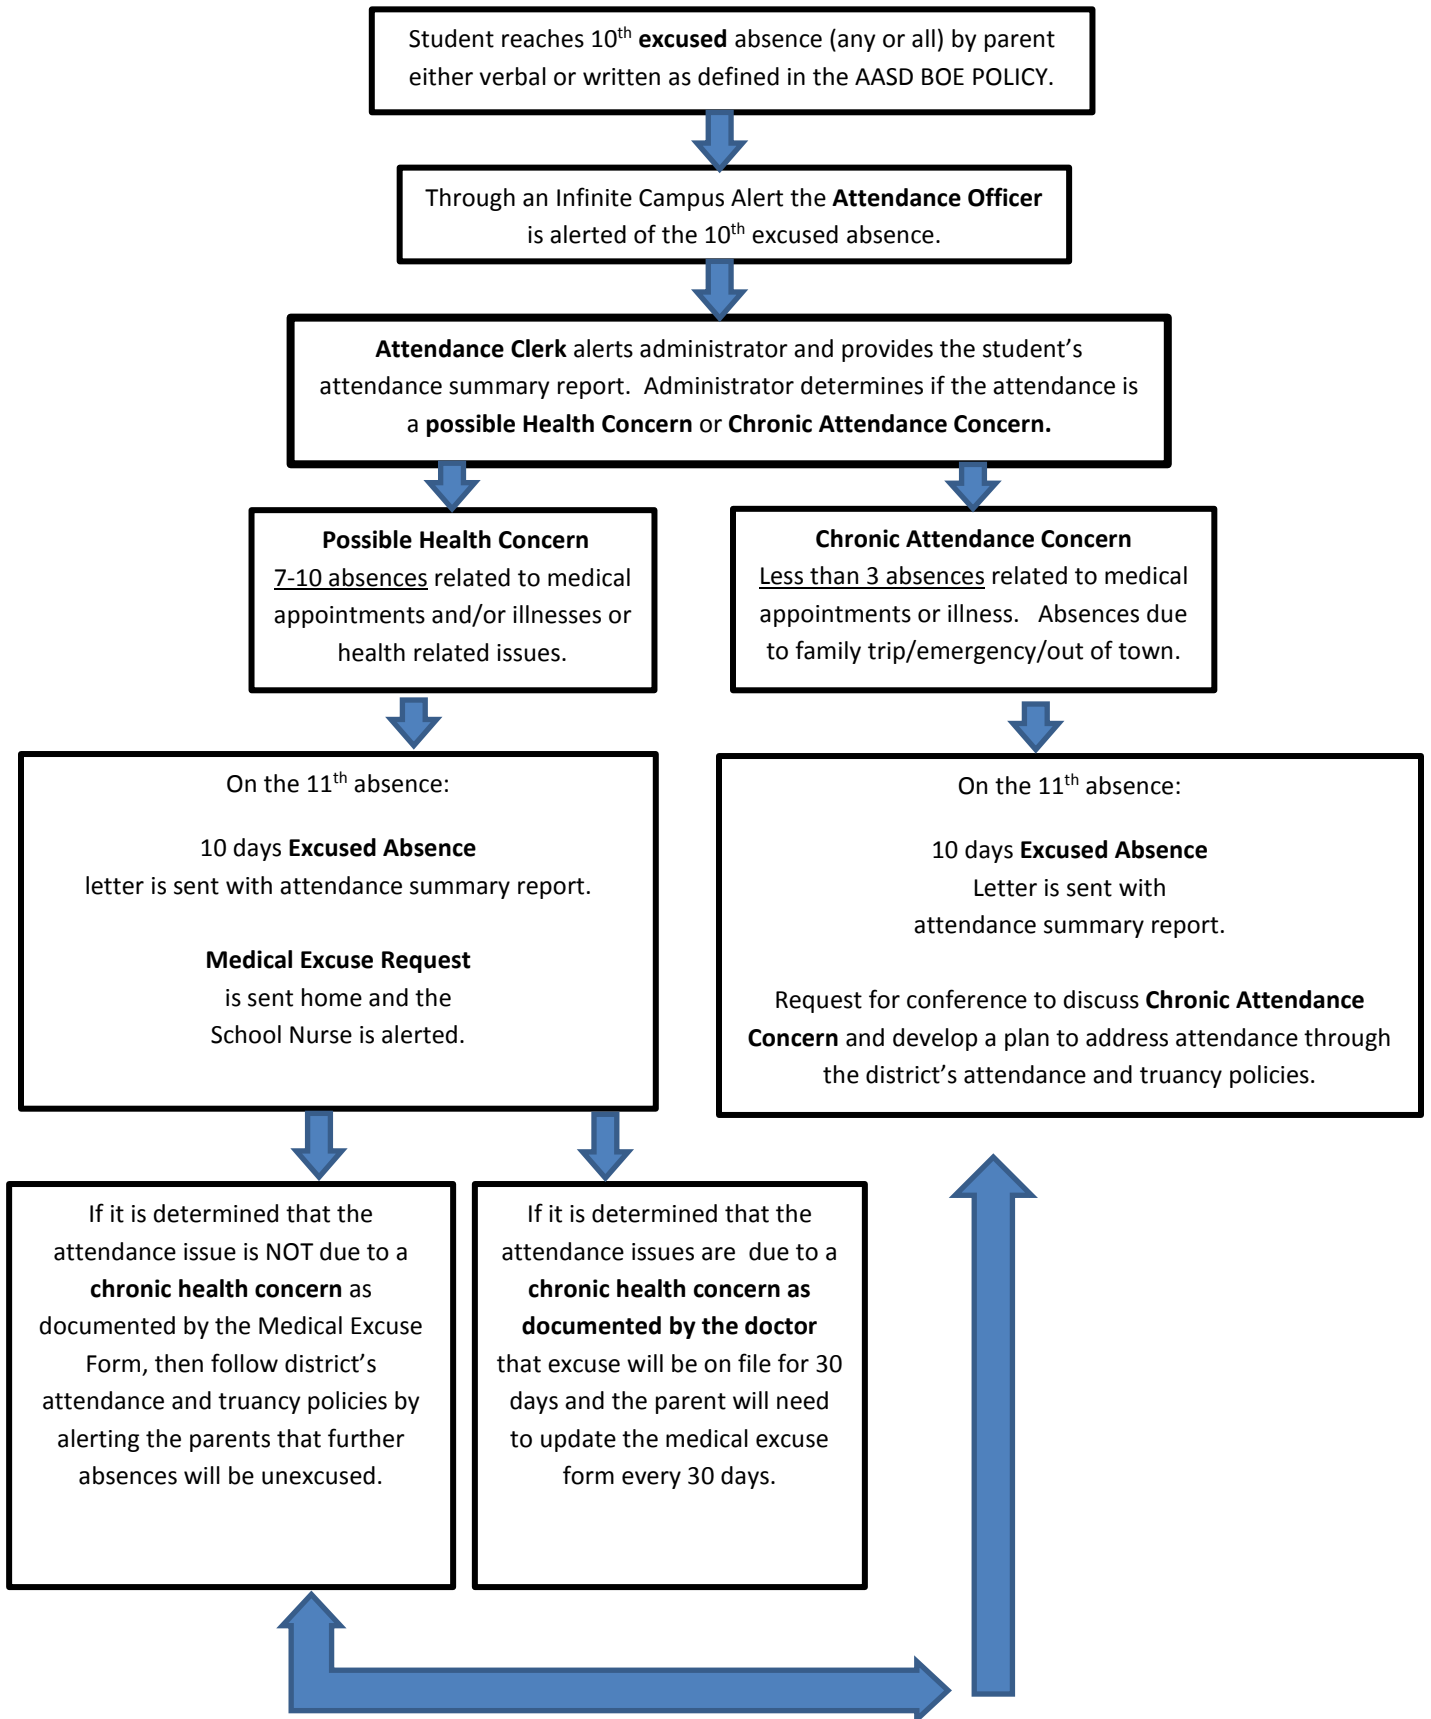 Student reaches 10th excused absence (any or all) by parent
either verbal or written as defined in the AASD BOE POLICY.
Through an Infinite Campus Alert the Attendance Officer
is alerted of the 10th excused absence.
Attendance Clerk alerts administrator and provides the student’s
attendance summary report.  Administrator determines if the attendance is
a possible Health Concern or Chronic Attendance Concern.
Possible Health Concern
7-10 absences related to medical
appointments and/or illnesses or
health related issues.
Chronic Attendance Concern
Less than 3 absences related to medical
appointments or illness.   Absences due
to family trip/emergency/out of town.
On the 11th absence:
10 days Excused Absence
letter is sent with attendance summary report.
Medical Excuse Request
is sent home and the
School Nurse is alerted.
On the 11th absence:
10 days Excused Absence
Letter is sent with
attendance summary report.
Request for conference to discuss Chronic Attendance
Concern and develop a plan to address attendance through
the district’s attendance and truancy policies.
If it is determined that the
attendance issue is NOT due to a
chronic health concern as
documented by the Medical Excuse
Form, then follow district’s
attendance and truancy policies by
alerting the parents that further
absences will be unexcused.
If it is determined that the
attendance issues are  due to a
chronic health concern as
documented by the doctor
that excuse will be on file for 30
days and the parent will need
to update the medical excuse
form every 30 days.